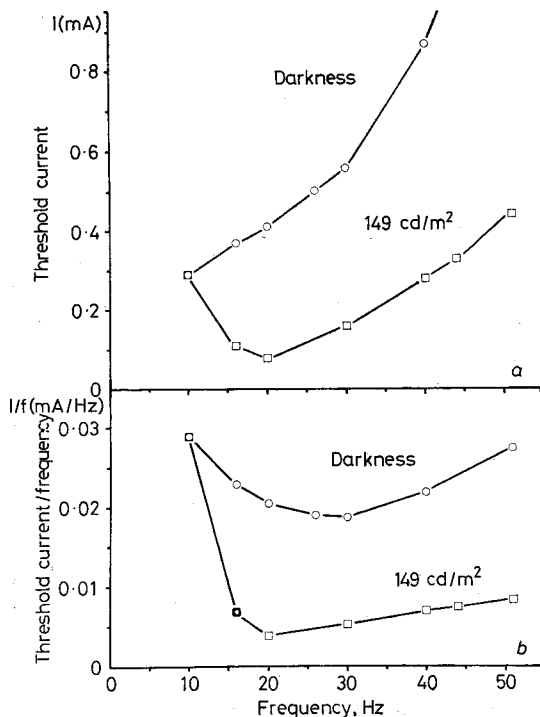 I(mA)
0·8
0·6
0·4
0·2
0
Threshold current
Darkness
149 cd/m²
a
I/f(mA/Hz)
0·03
0·02
0·01
0
Threshold current/frequency
Darkness
149 cd/m²
b
0 10 20 30 40 50
Frequency, Hz